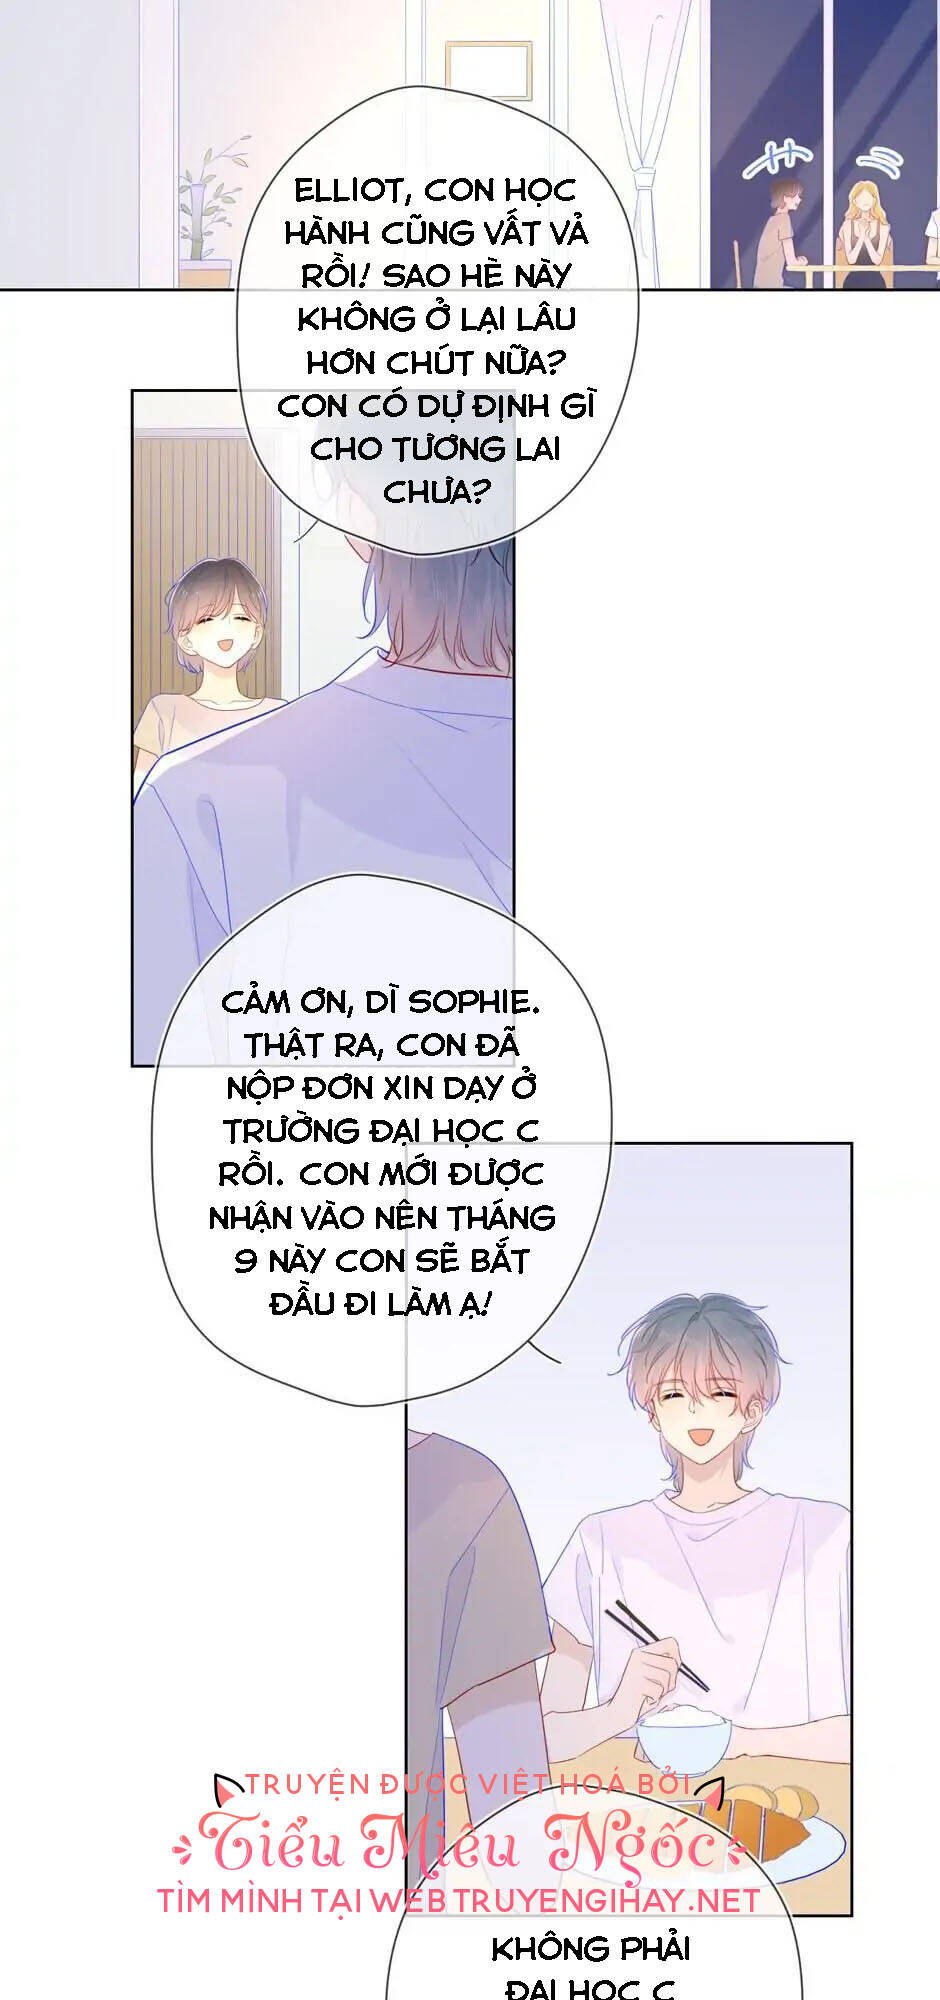 ELLIOT, CON HỌC
HÀNH CŨNG VẤT VẢ
RỒI! SAO HÈ NÀY
KHÔNG Ở LẠI LÂU
HƠN CHÚT NỮA?
CON CÓ DỰ ĐỊNH GÌ
CHO TƯƠNG LAI
CHƯA?
CẢM ƠN, DÌ SOPHIE.
THẬT RA, CON ĐÃ
NỘP ĐƠN XIN DẠY Ở
TRƯỜNG ĐẠI HỌC C
RỒI. CON MỚI ĐƯỢC
NHẬN VÀO NÊN THÁNG
9 NÀY CON SẼ BẮT
ĐẦU ĐI LÀM Ạ!
TRUYỆN ĐƯỢC VIỆT HOÁ BỞI
Tiểu Miêu Ngốc
TÌM MÌNH TẠI WEB TRUYENGIHAY.NET
KHÔNG PHẢI
ĐẠI HỌC C